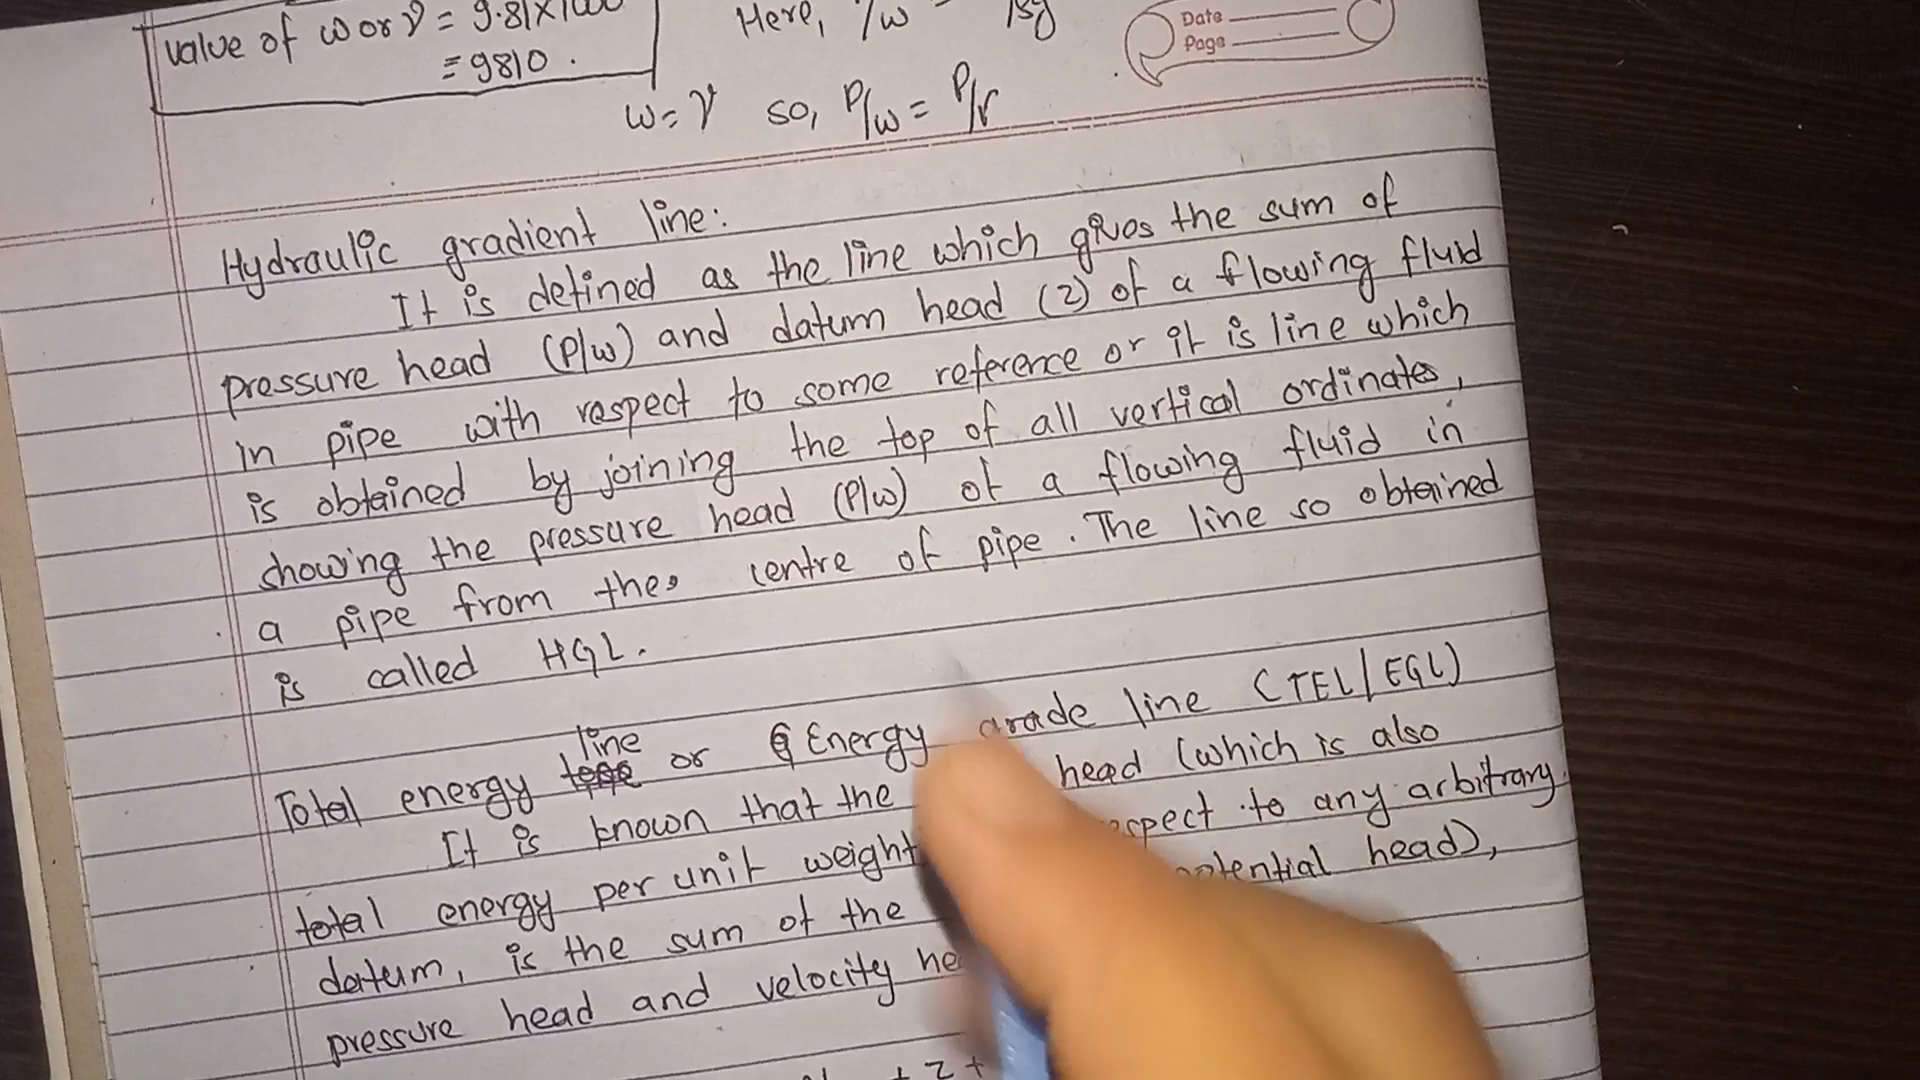 value of w or γ = 9.81×1000
= 9810.
Here,
w = γ so, P/w = P/r
Date
Page
Hydraulic gradient line:
It is defined as the line which gives the sum of
pressure head (P/w) and datum head (z) of a flowing fluid
in pipe with respect to some reference or it is line which
is obtained by joining the top of all vertical ordinates,
showing the pressure head (P/w) of a flowing fluid in
a pipe from the centre of pipe. The line so obtained
is called HGL.
Total energy line or Energy grade line (TEL/EGL)
It is known that the head (which is also
total energy per unit weight respect to any arbitrary
datum, is the sum of the potential head),
pressure head and velocity
+ z +